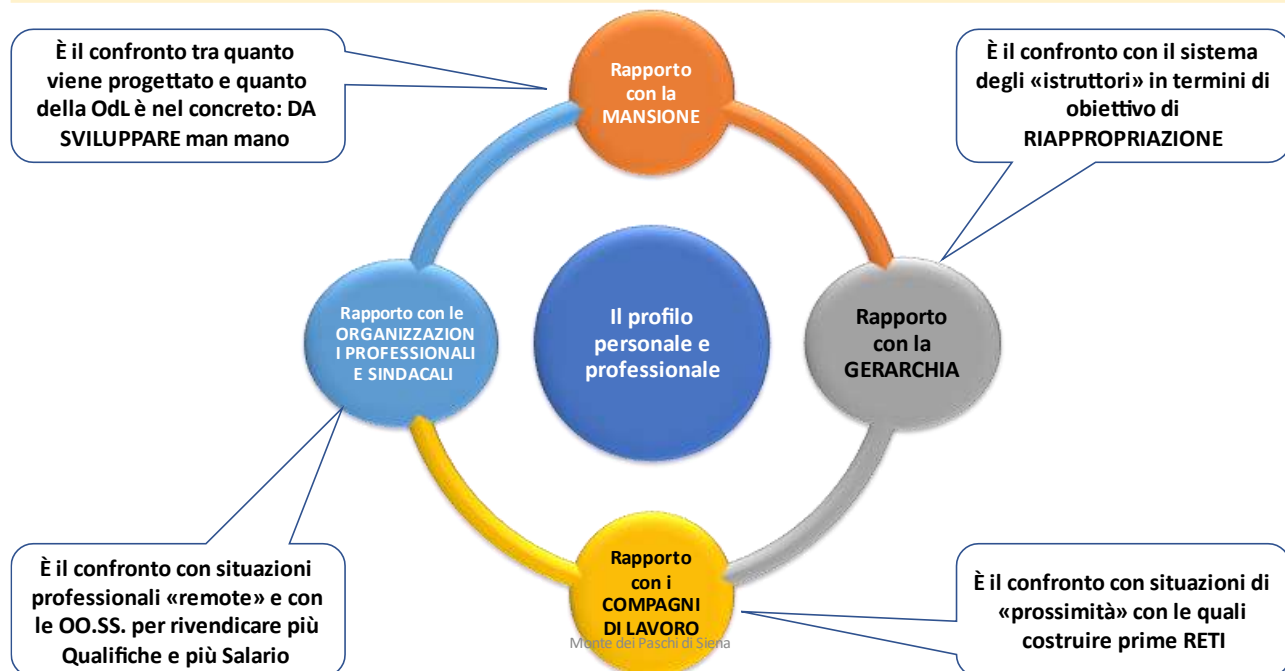 È il confronto tra quanto
viene progettato e quanto
della OdL è nel concreto: DA
SVILUPPARE man mano
Rapporto
con la
MANSIONE
È il confronto con il sistema
degli «istruttori» in termini di
obiettivo di
RIAPPROPRIAZIONE
Rapporto con le
ORGANIZZAZION
I PROFESSIONALI
E SINDACALI
Il profilo
personale e
professionale
Rapporto
con la
GERARCHIA
È il confronto con situazioni
professionali «remote» e con
le OO.SS. per rivendicare più
Qualifiche e più Salario
Rapporto
con i
COMPAGNI
DI LAVORO
Monte dei Paschi di Siena
È il confronto con situazioni di
«prossimità» con le quali
costruire prime RETI